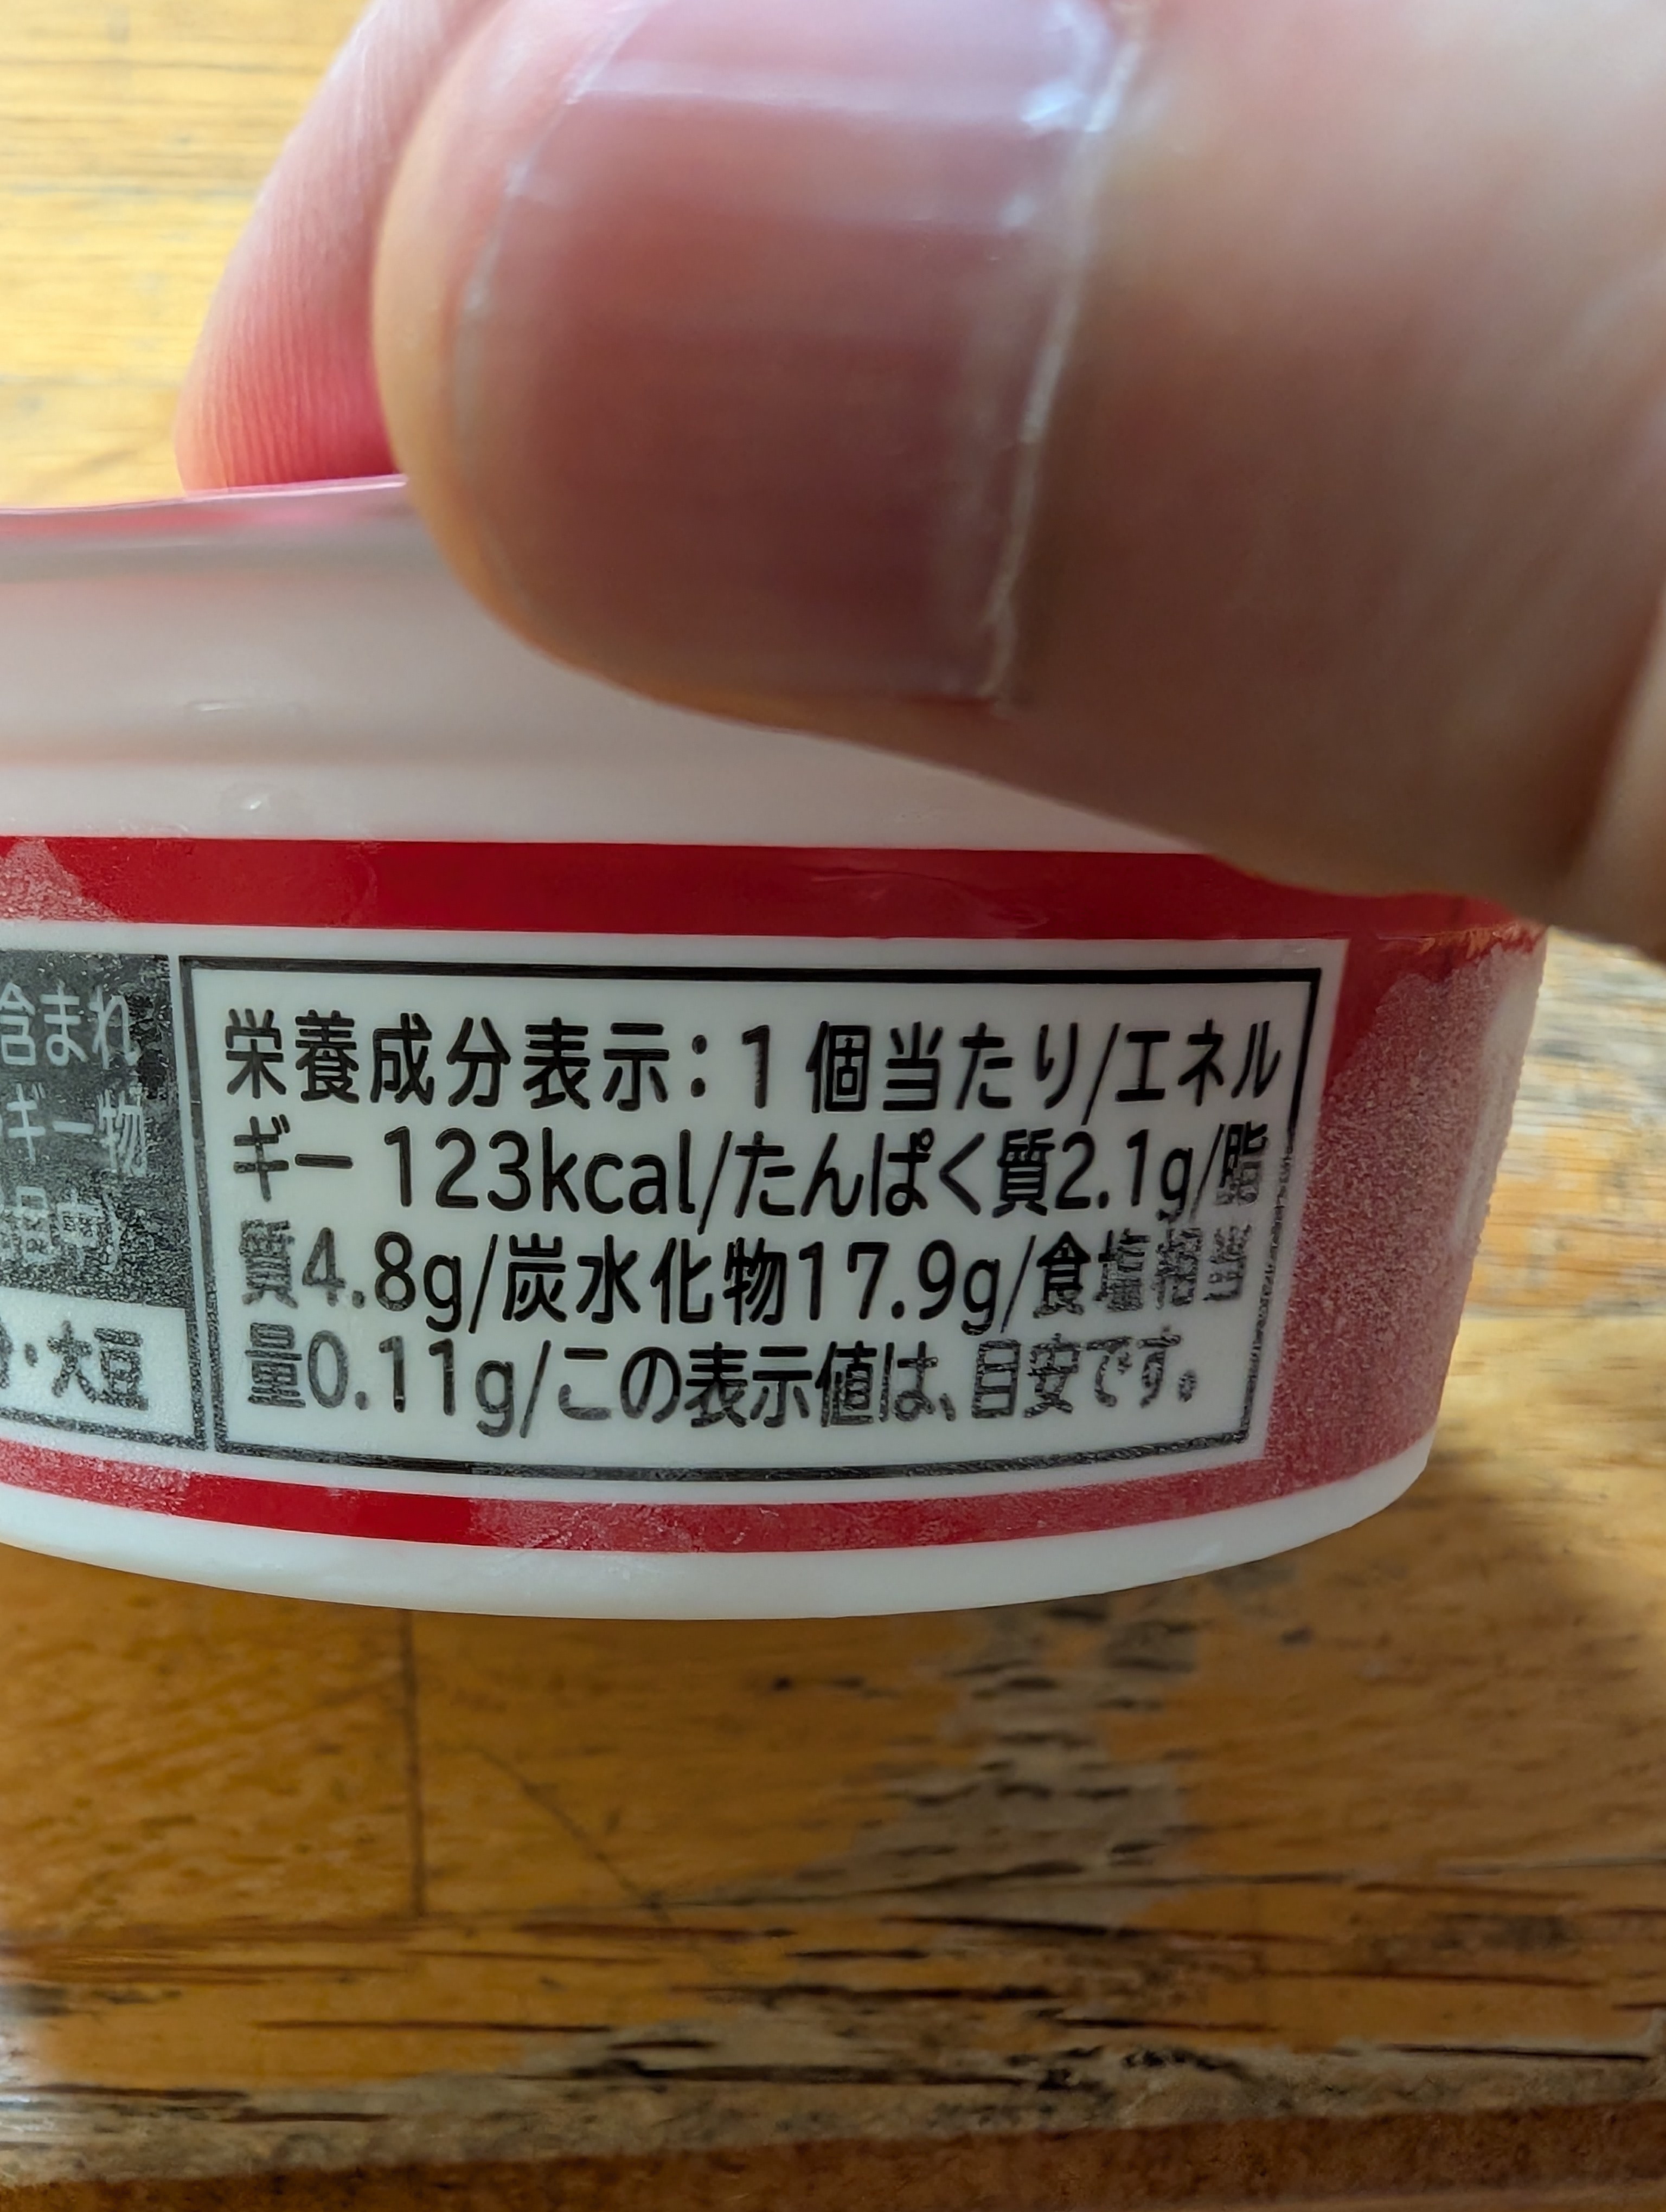 含まれ
ギー物
・大豆
栄養成分表示：1 個当たり/エネル
ギー 123kcal/たんぱく質2.1g/脂
質4.8g/炭水化物17.9g/食塩相当
量0.11g/この表示値は、目安です。